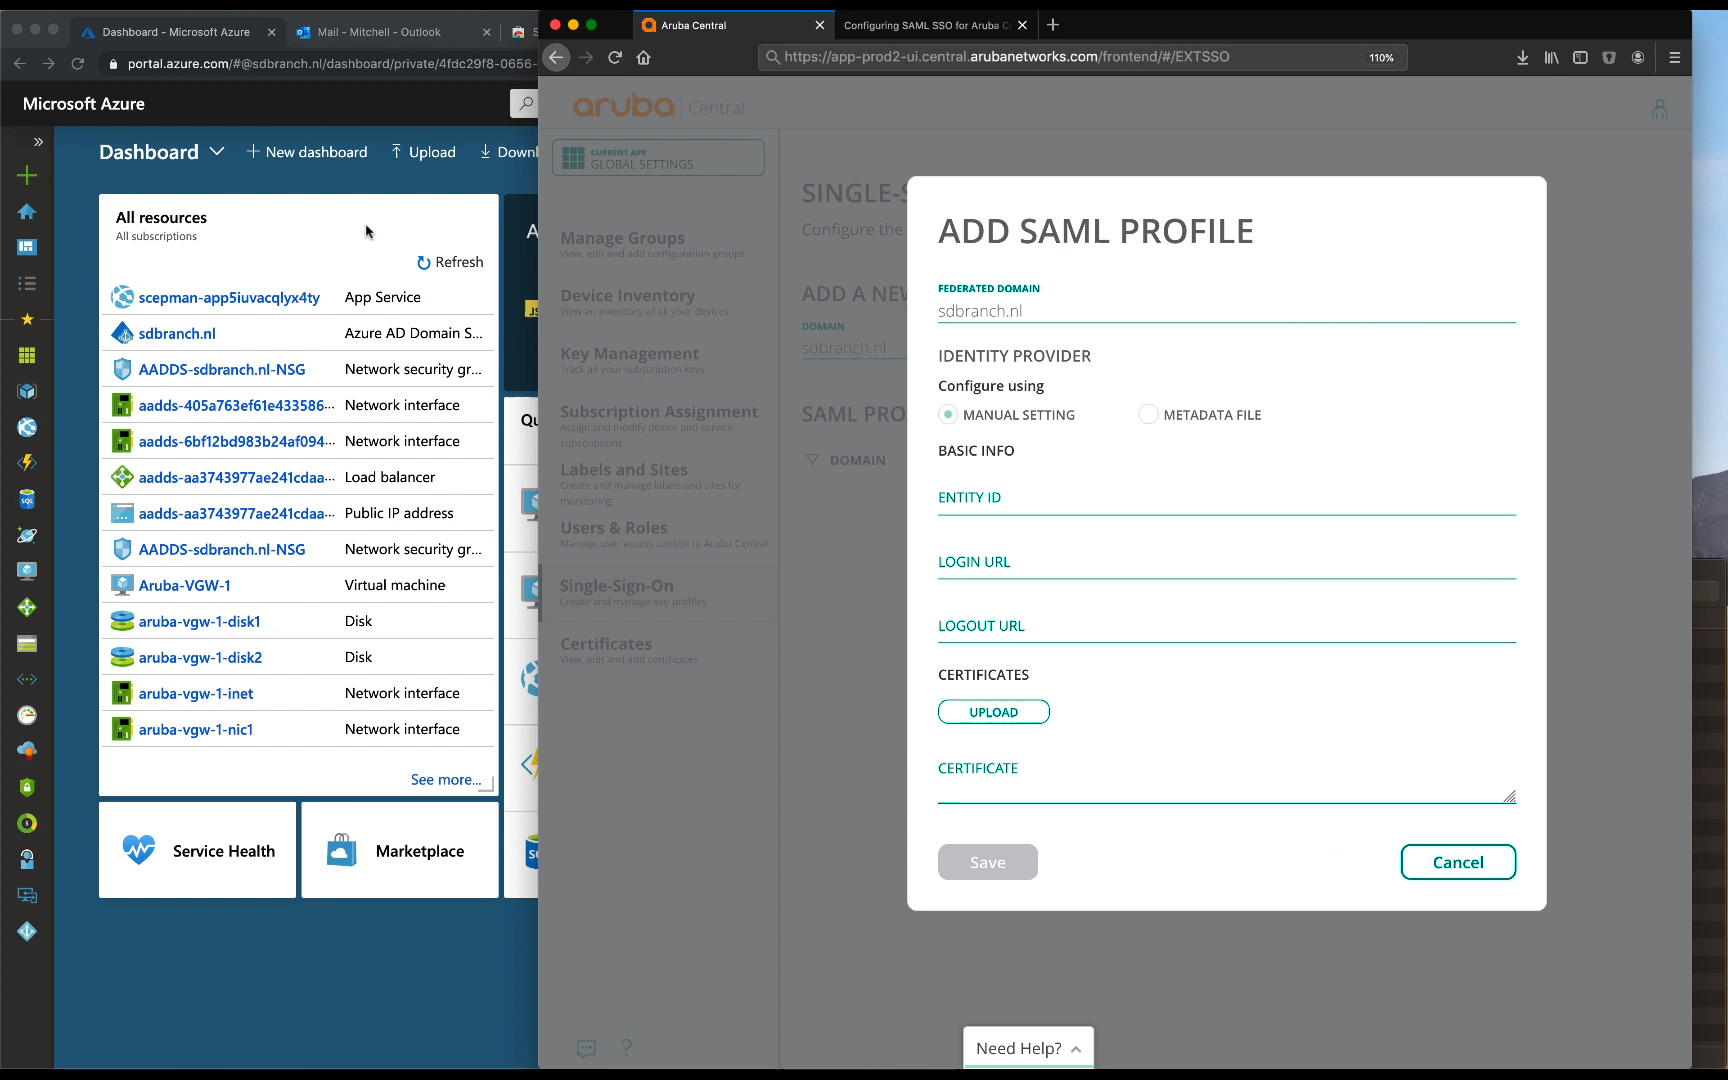 Dashboard - Microsoft Azure
Mail - Mitchell - Outlook
S
portal.azure.com/#@sdbranch.nl/dashboard/private/4fdc29f8-0656-
Microsoft Azure
Dashboard
New dashboard
Upload
Downl
All resources
All subscriptions
Refresh
scepman-app5iuvacqlyx4ty App Service
sdbranch.nl Azure AD Domain S...
AADDS-sdbranch.nl-NSG Network security gr...
aadds-405a763ef61e433586... Network interface
aadds-6bf12bd983b24af094... Network interface
aadds-aa3743977ae241cdaa... Load balancer
aadds-aa3743977ae241cdaa... Public IP address
AADDS-sdbranch.nl-NSG Network security gr...
Aruba-VGW-1 Virtual machine
aruba-vgw-1-disk1 Disk
aruba-vgw-1-disk2 Disk
aruba-vgw-1-inet Network interface
aruba-vgw-1-nic1 Network interface
See more...
Service Health
Marketplace
A
JS
Qu
SQL
Aruba Central
Configuring SAML SSO for Aruba C
https://app-prod2-ui.central.arubanetworks.com/frontend/#/EXTSSO
110%
aruba Central
CURRENT APP
GLOBAL SETTINGS
Manage Groups
View, edit and add configuration groups
Device Inventory
View an inventory of all your devices
Key Management
Track all your subscription keys
Subscription Assignment
Assign and modify device and service
subscriptions
Labels and Sites
Create and manage labels and sites for
monitoring
Users & Roles
Manage user access control to Aruba Central
Single-Sign-On
Create and manage sso profiles
Certificates
View, edit and add certificates
SINGLE-S
Configure the
ADD A NEW
DOMAIN
sdbranch.nl
SAML PRO
DOMAIN
ADD SAML PROFILE
FEDERATED DOMAIN
sdbranch.nl
IDENTITY PROVIDER
Configure using
MANUAL SETTING
METADATA FILE
BASIC INFO
ENTITY ID
LOGIN URL
LOGOUT URL
CERTIFICATES
UPLOAD
CERTIFICATE
Save
Cancel
Need Help?